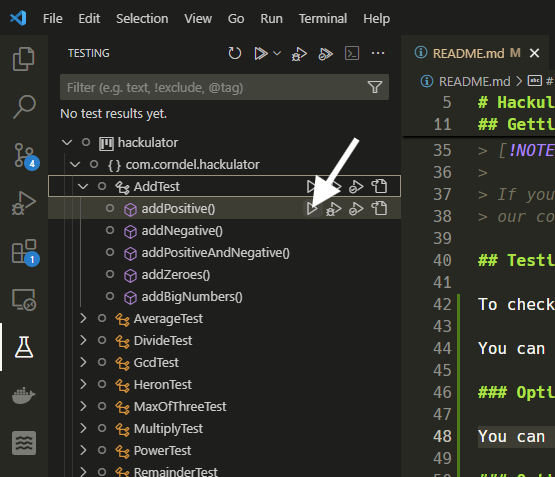 File Edit Selection View Go Run Terminal Help
TESTING
Filter (e.g. text, !exclude, @tag)
No test results yet.
hackulator
{ } com.corndel.hackulator
AddTest
addPositive()
addNegative()
addPositiveAndNegative()
addZeroes()
addBigNumbers()
AverageTest
DivideTest
GcdTest
HeronTest
MaxOfThreeTest
MultiplyTest
PowerTest
RemainderTest
4
1
README.md M
README.md > #
5 # Hackul
11 ## Gettl
35 > [!NOTE
36 >
37 > If you
38 > our co
39
40 ## Testl
41
42 To check
43
44 You can
45
46 ### Opti
47
48 You can
49
50 ### Opti